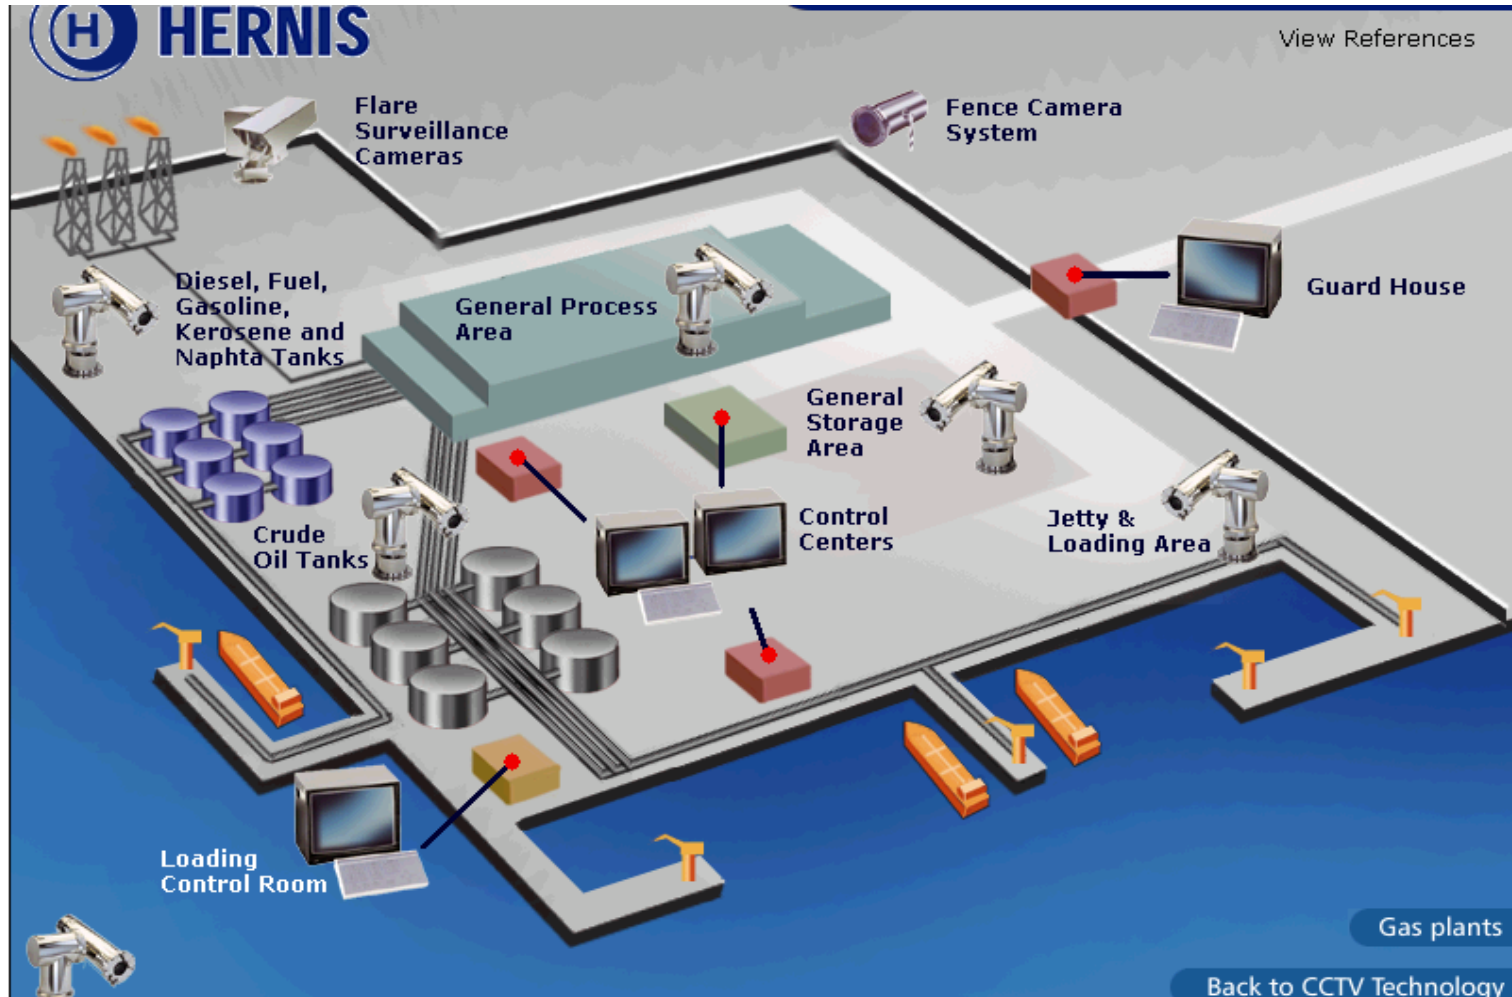 H HERNIS
View References
Flare
Surveillance
Cameras
Fence Camera
System
Diesel, Fuel,
Gasoline,
Kerosene and
Naphta Tanks
General Process
Area
Guard House
General
Storage
Area
Crude
Oil Tanks
Control
Centers
Jetty &
Loading Area
Loading
Control Room
Gas plants
Back to CCTV Technology